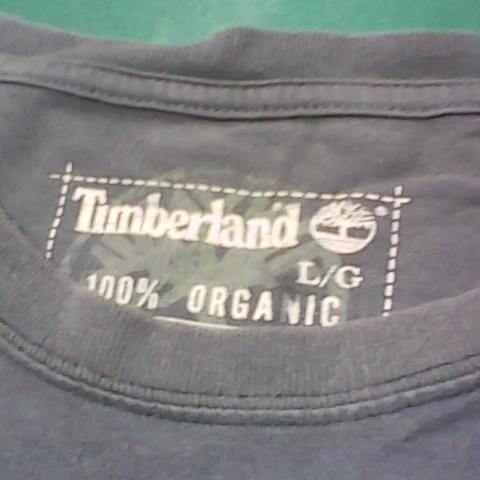 Timberland
L/G
100% ORGANIC